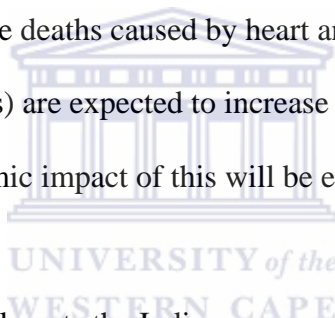 e deaths caused by heart an
s) are expected to increase
nic impact of this will be e
UNIVERSITY of the
WESTERN CAPE